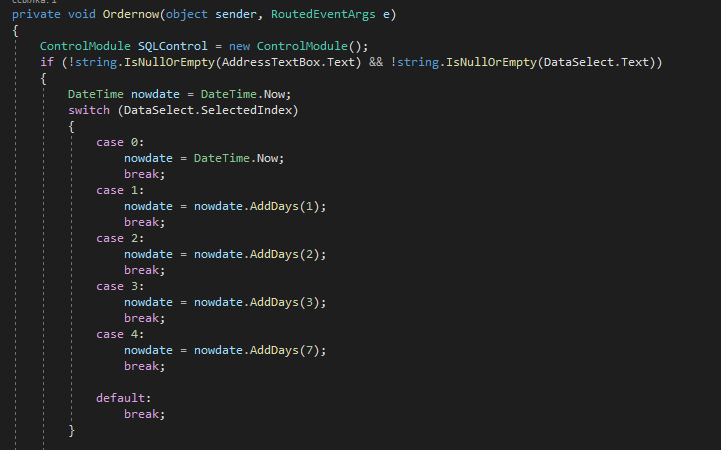 ссылка: 1
private void Ordernow(object sender, RoutedEventArgs e)
{
ControlModule SQLControl = new ControlModule();
if (!string.IsNullOrEmpty(AddressTextBox.Text) && !string.IsNullOrEmpty(DataSelect.Text))
{
DateTime nowdate = DateTime.Now;
switch (DataSelect.SelectedIndex)
{
case 0:
nowdate = DateTime.Now;
break;
case 1:
nowdate = nowdate.AddDays(1);
break;
case 2:
nowdate = nowdate.AddDays(2);
break;
case 3:
nowdate = nowdate.AddDays(3);
break;
case 4:
nowdate = nowdate.AddDays(7);
break;
default:
break;
}